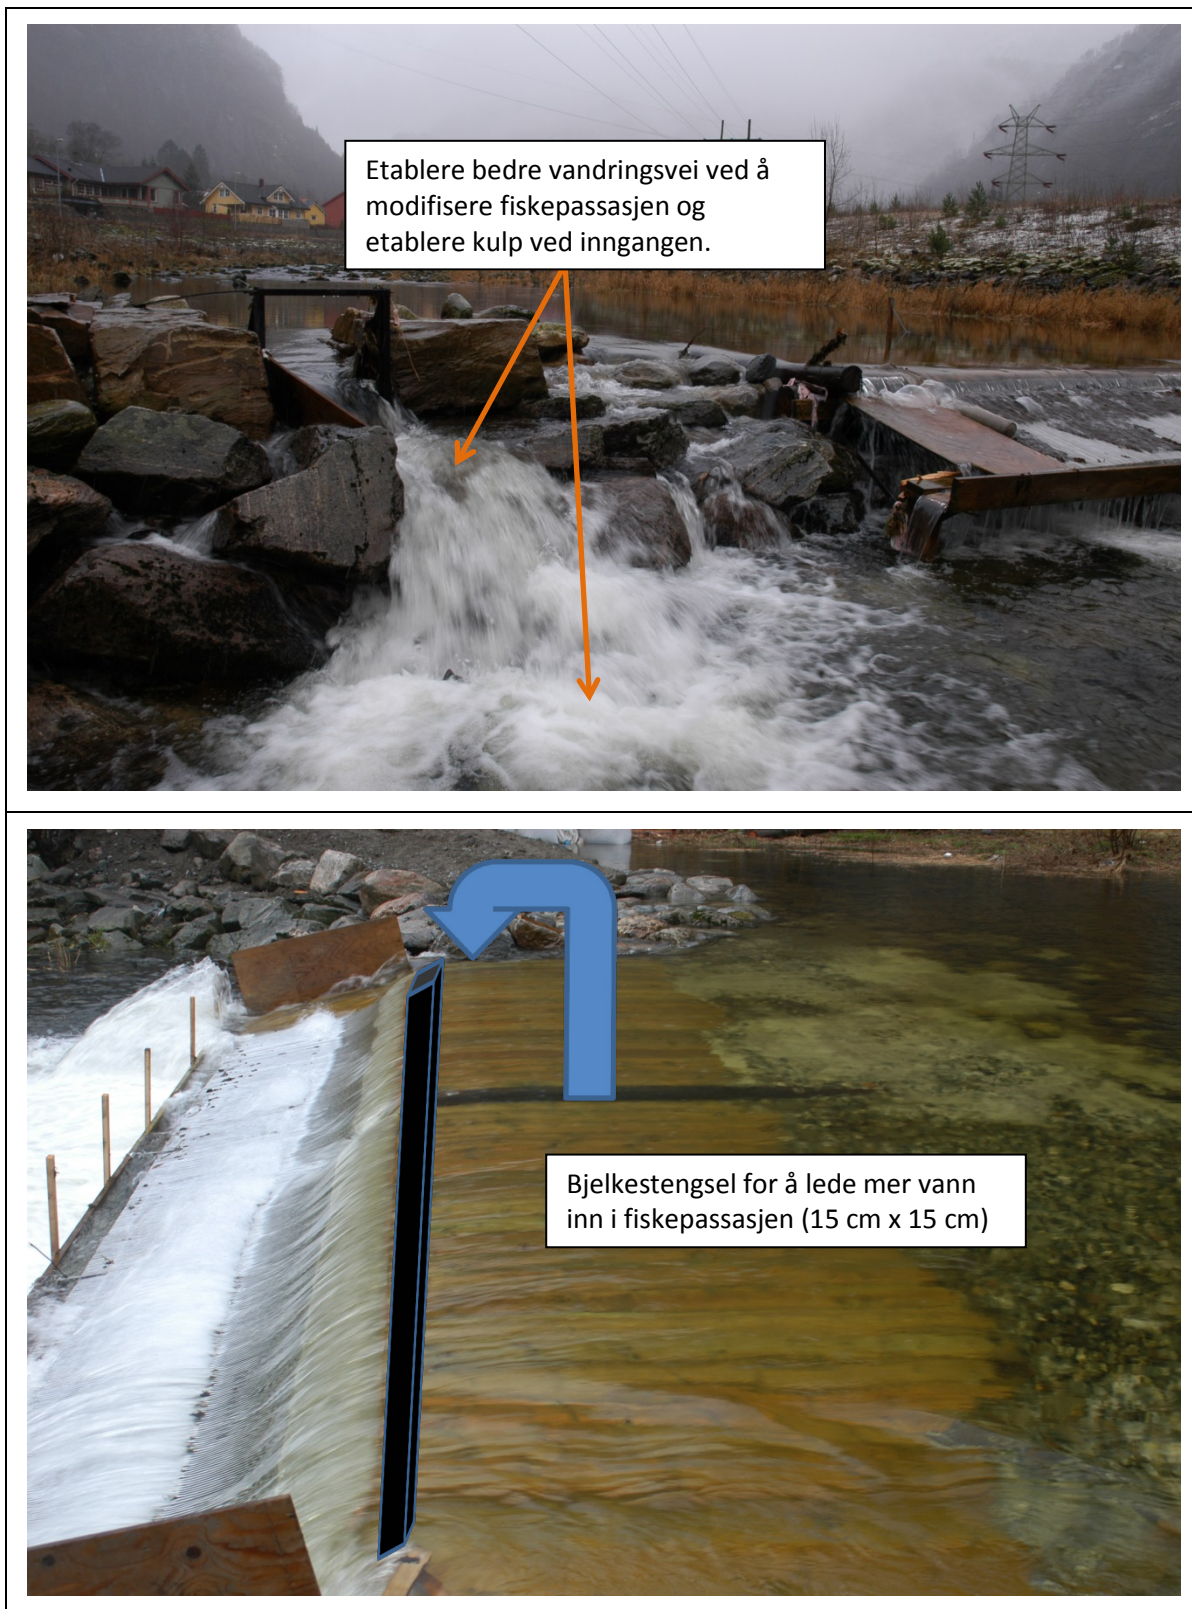 Etablere bedre vandringsvei ved å
modifisere fiskepassasjen og
etablere kulp ved inngangen.
Bjelkestengsel for å lede mer vann
inn i fiskepassasjen (15 cm x 15 cm)